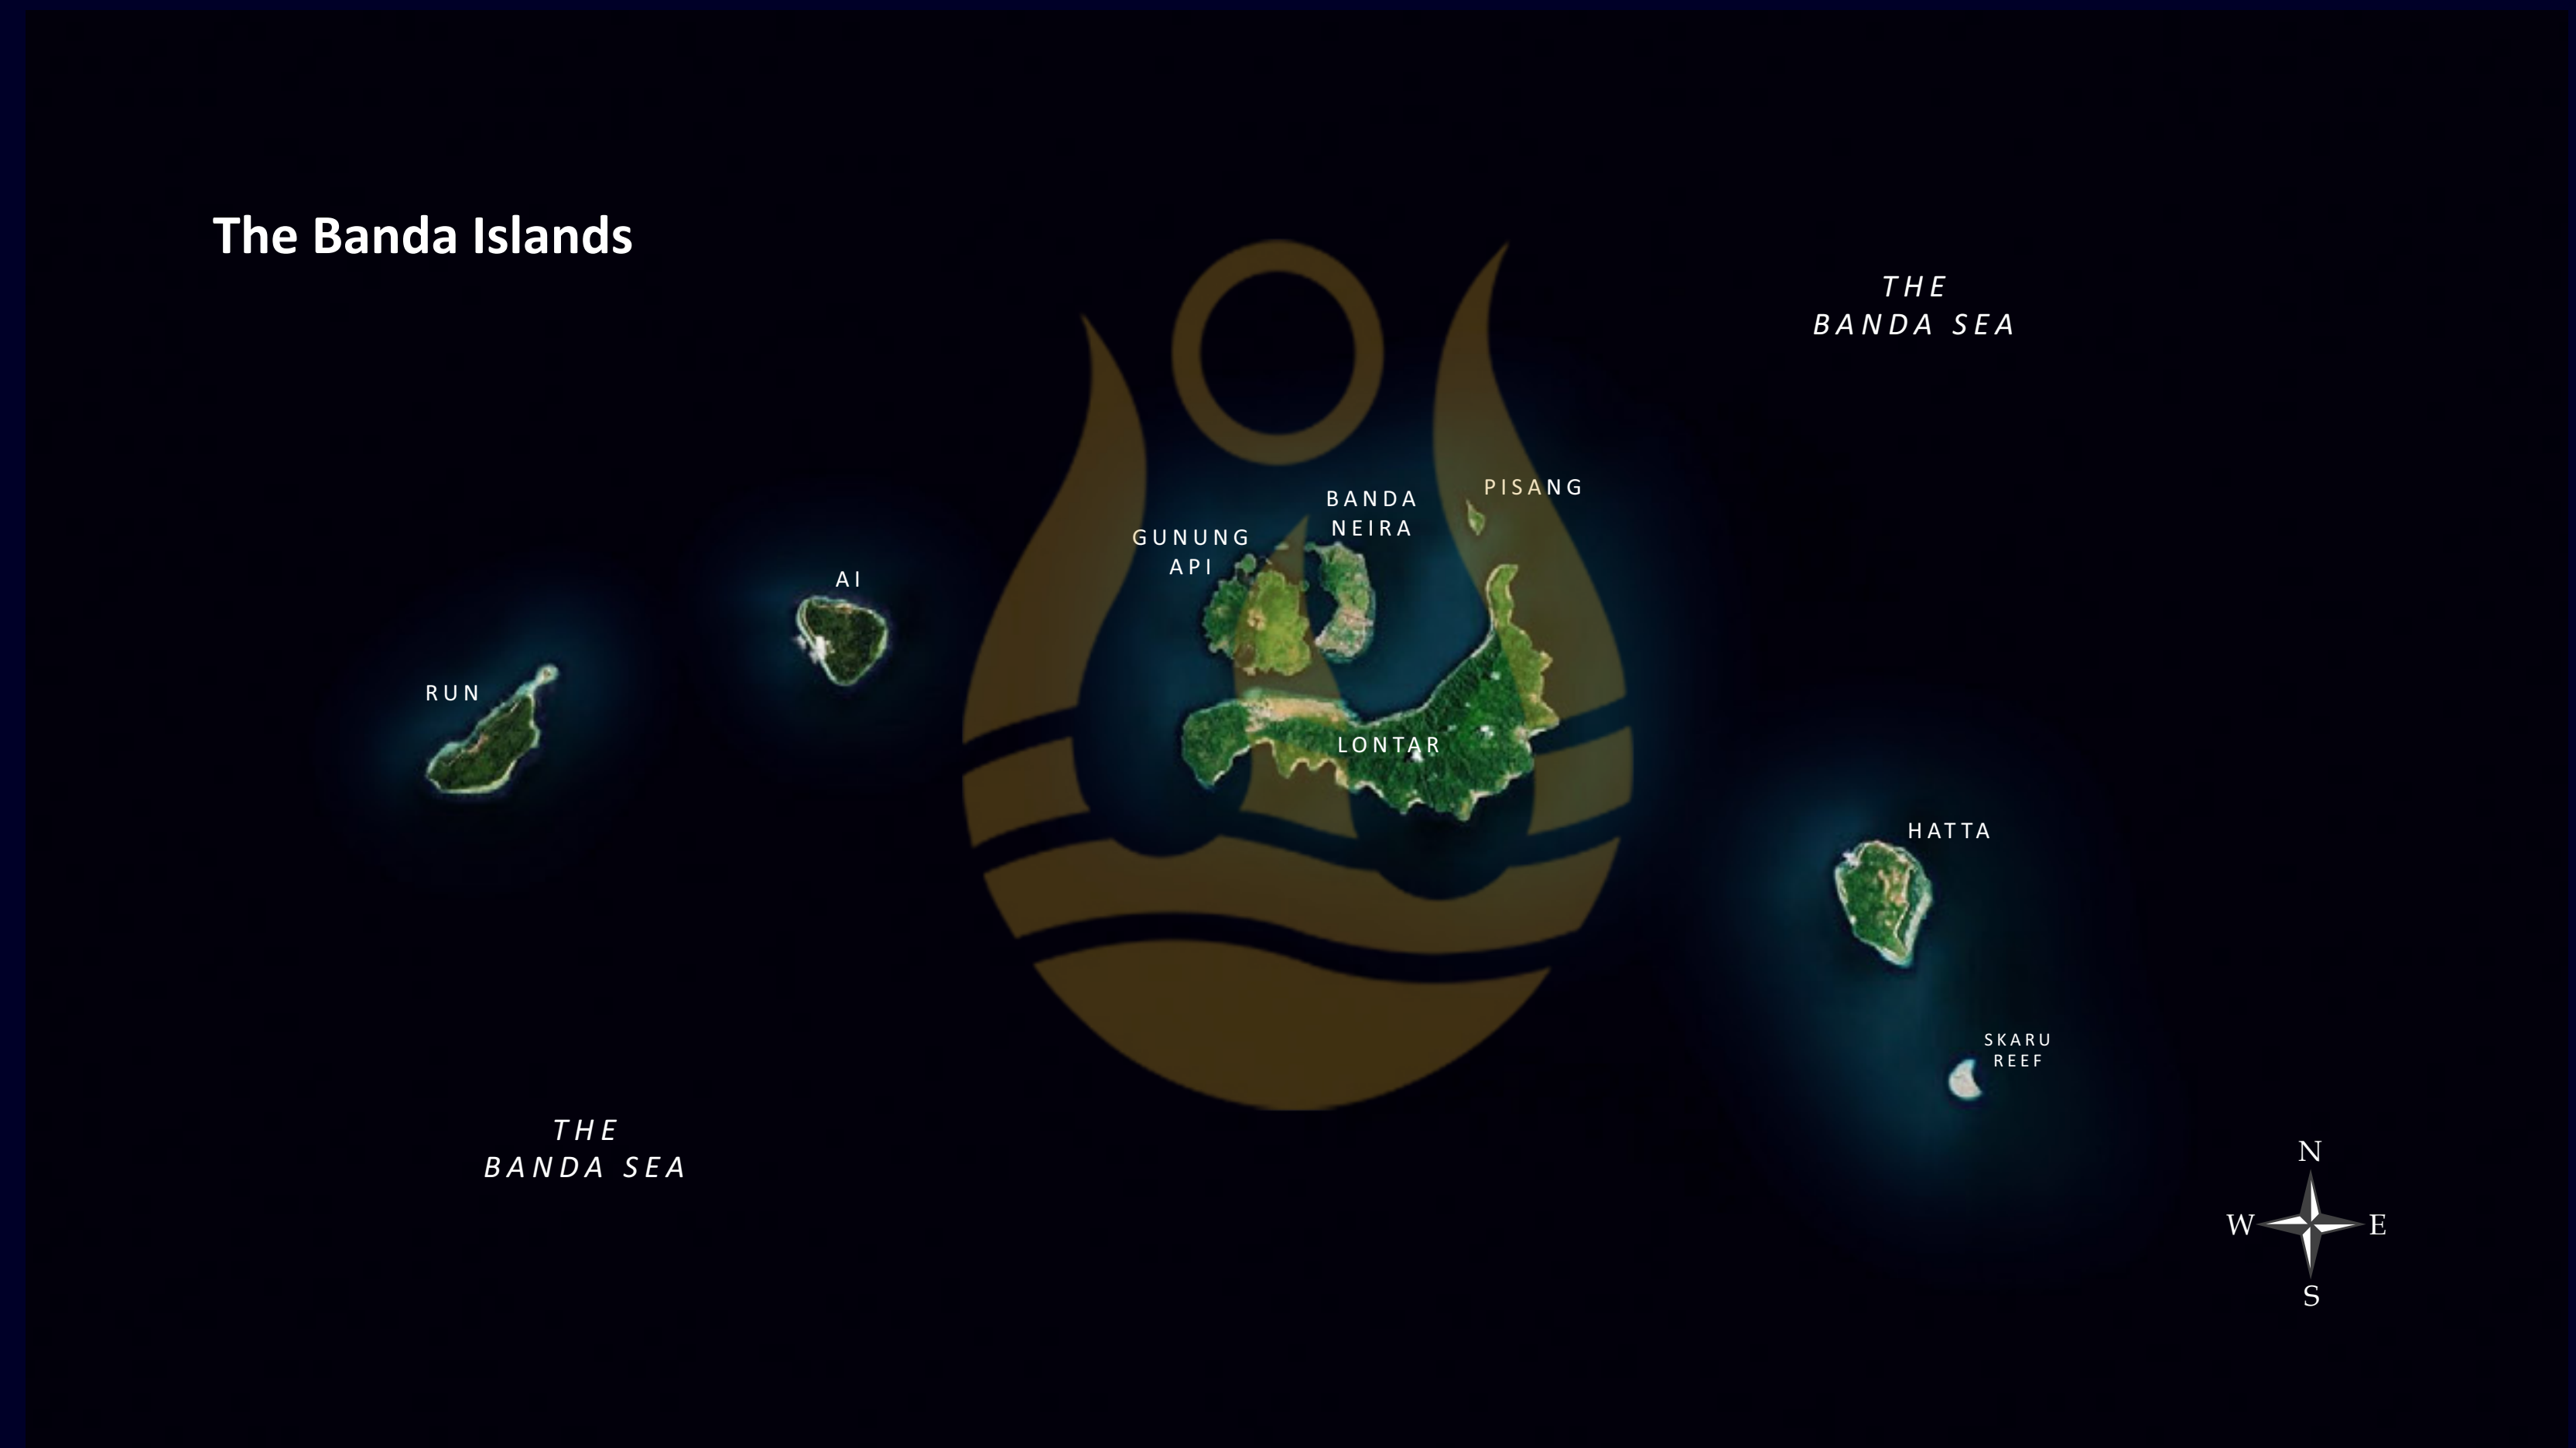 The Banda Islands
THE
BANDA SEA
PISANG
BANDA
NEIRA
GUNUNG
API
AI
RUN
LONTAR
HATTA
SKARU
REEF
THE
BANDA SEA
N
W E
S